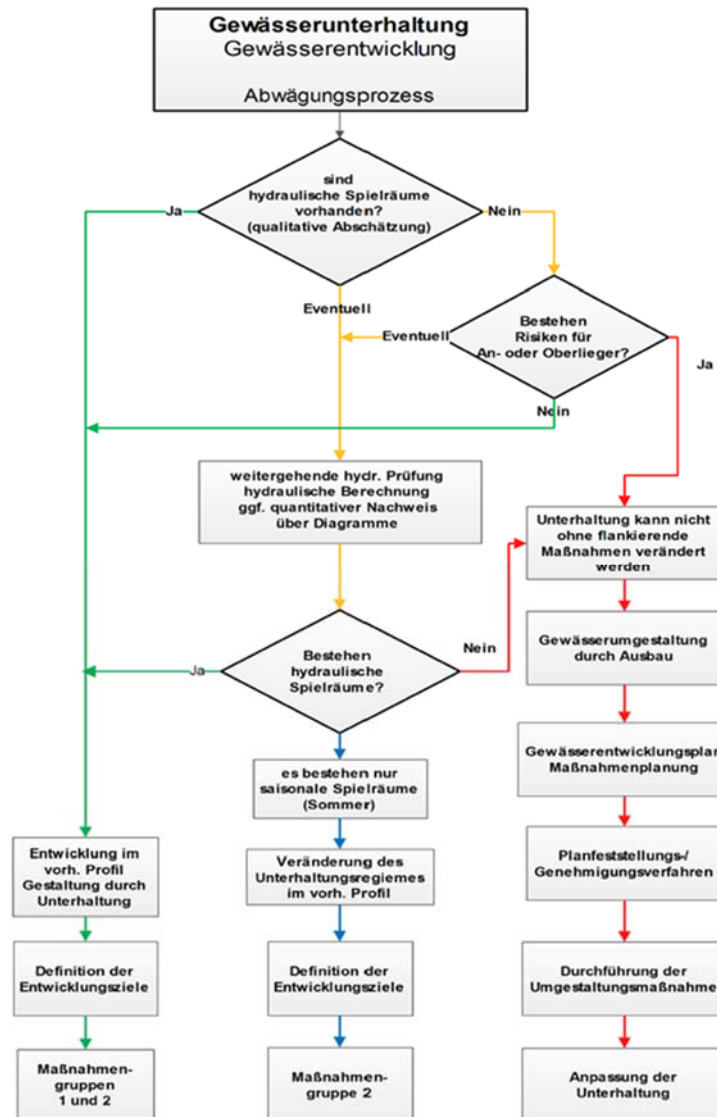 Gewässerunterhaltung
Gewässerentwicklung
Abwägungsprozess
sind
hydraulische Spielräume
vorhanden?
(qualitative Abschätzung)
Ja
Nein
Eventuell
Bestehen
Risiken für
An- oder Oberlieger?
Eventuell
Ja
Nein
weitergehende hydr. Prüfung
hydraulische Berechnung
ggf. quantitativer Nachweis
über Diagramme
Unterhaltung kann nicht
ohne flankierende
Maßnahmen verändert
werden
Bestehen
hydraulische
Spielräume?
Ja
Nein
Gewässerumgestaltung
durch Ausbau
Gewässerentwicklungsplan
Maßnahmenplanung
es bestehen nur
saisonale Spielräume
(Sommer)
Entwicklung im
vorh. Profil
Gestaltung durch
Unterhaltung
Veränderung des
Unterhaltungsregiemes
im vorh. Profil
Planfeststellungs-/
Genehmigungsverfahren
Definition der
Entwicklungsziele
Definition der
Entwicklungsziele
Durchführung der
Umgestaltungsmaßnahme
Maßnahmen-
gruppen
1 und 2
Maßnahmen-
gruppe 2
Anpassung der
Unterhaltung